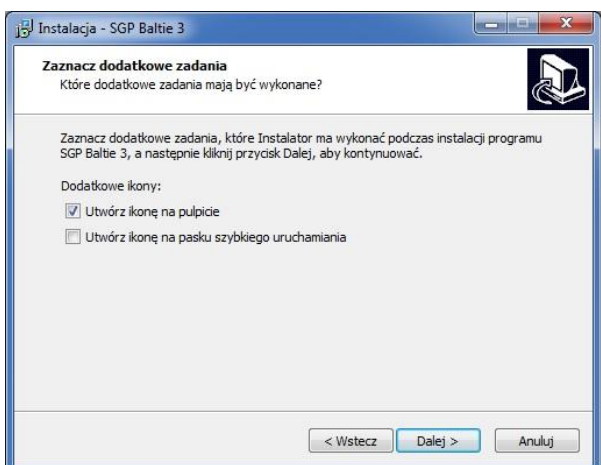 Instalacja - SGP Baltie 3
Zaznacz dodatkowe zadania
Które dodatkowe zadania mają być wykonane?
Zaznacz dodatkowe zadania, które Instalator ma wykonać podczas instalacji programu
SGP Baltie 3, a następnie kliknij przycisk Dalej, aby kontynuować.
Dodatkowe ikony:
Utwórz ikonę na pulpicie
Utwórz ikonę na pasku szybkiego uruchamiania
< Wstecz
Dalej >
Anuluj